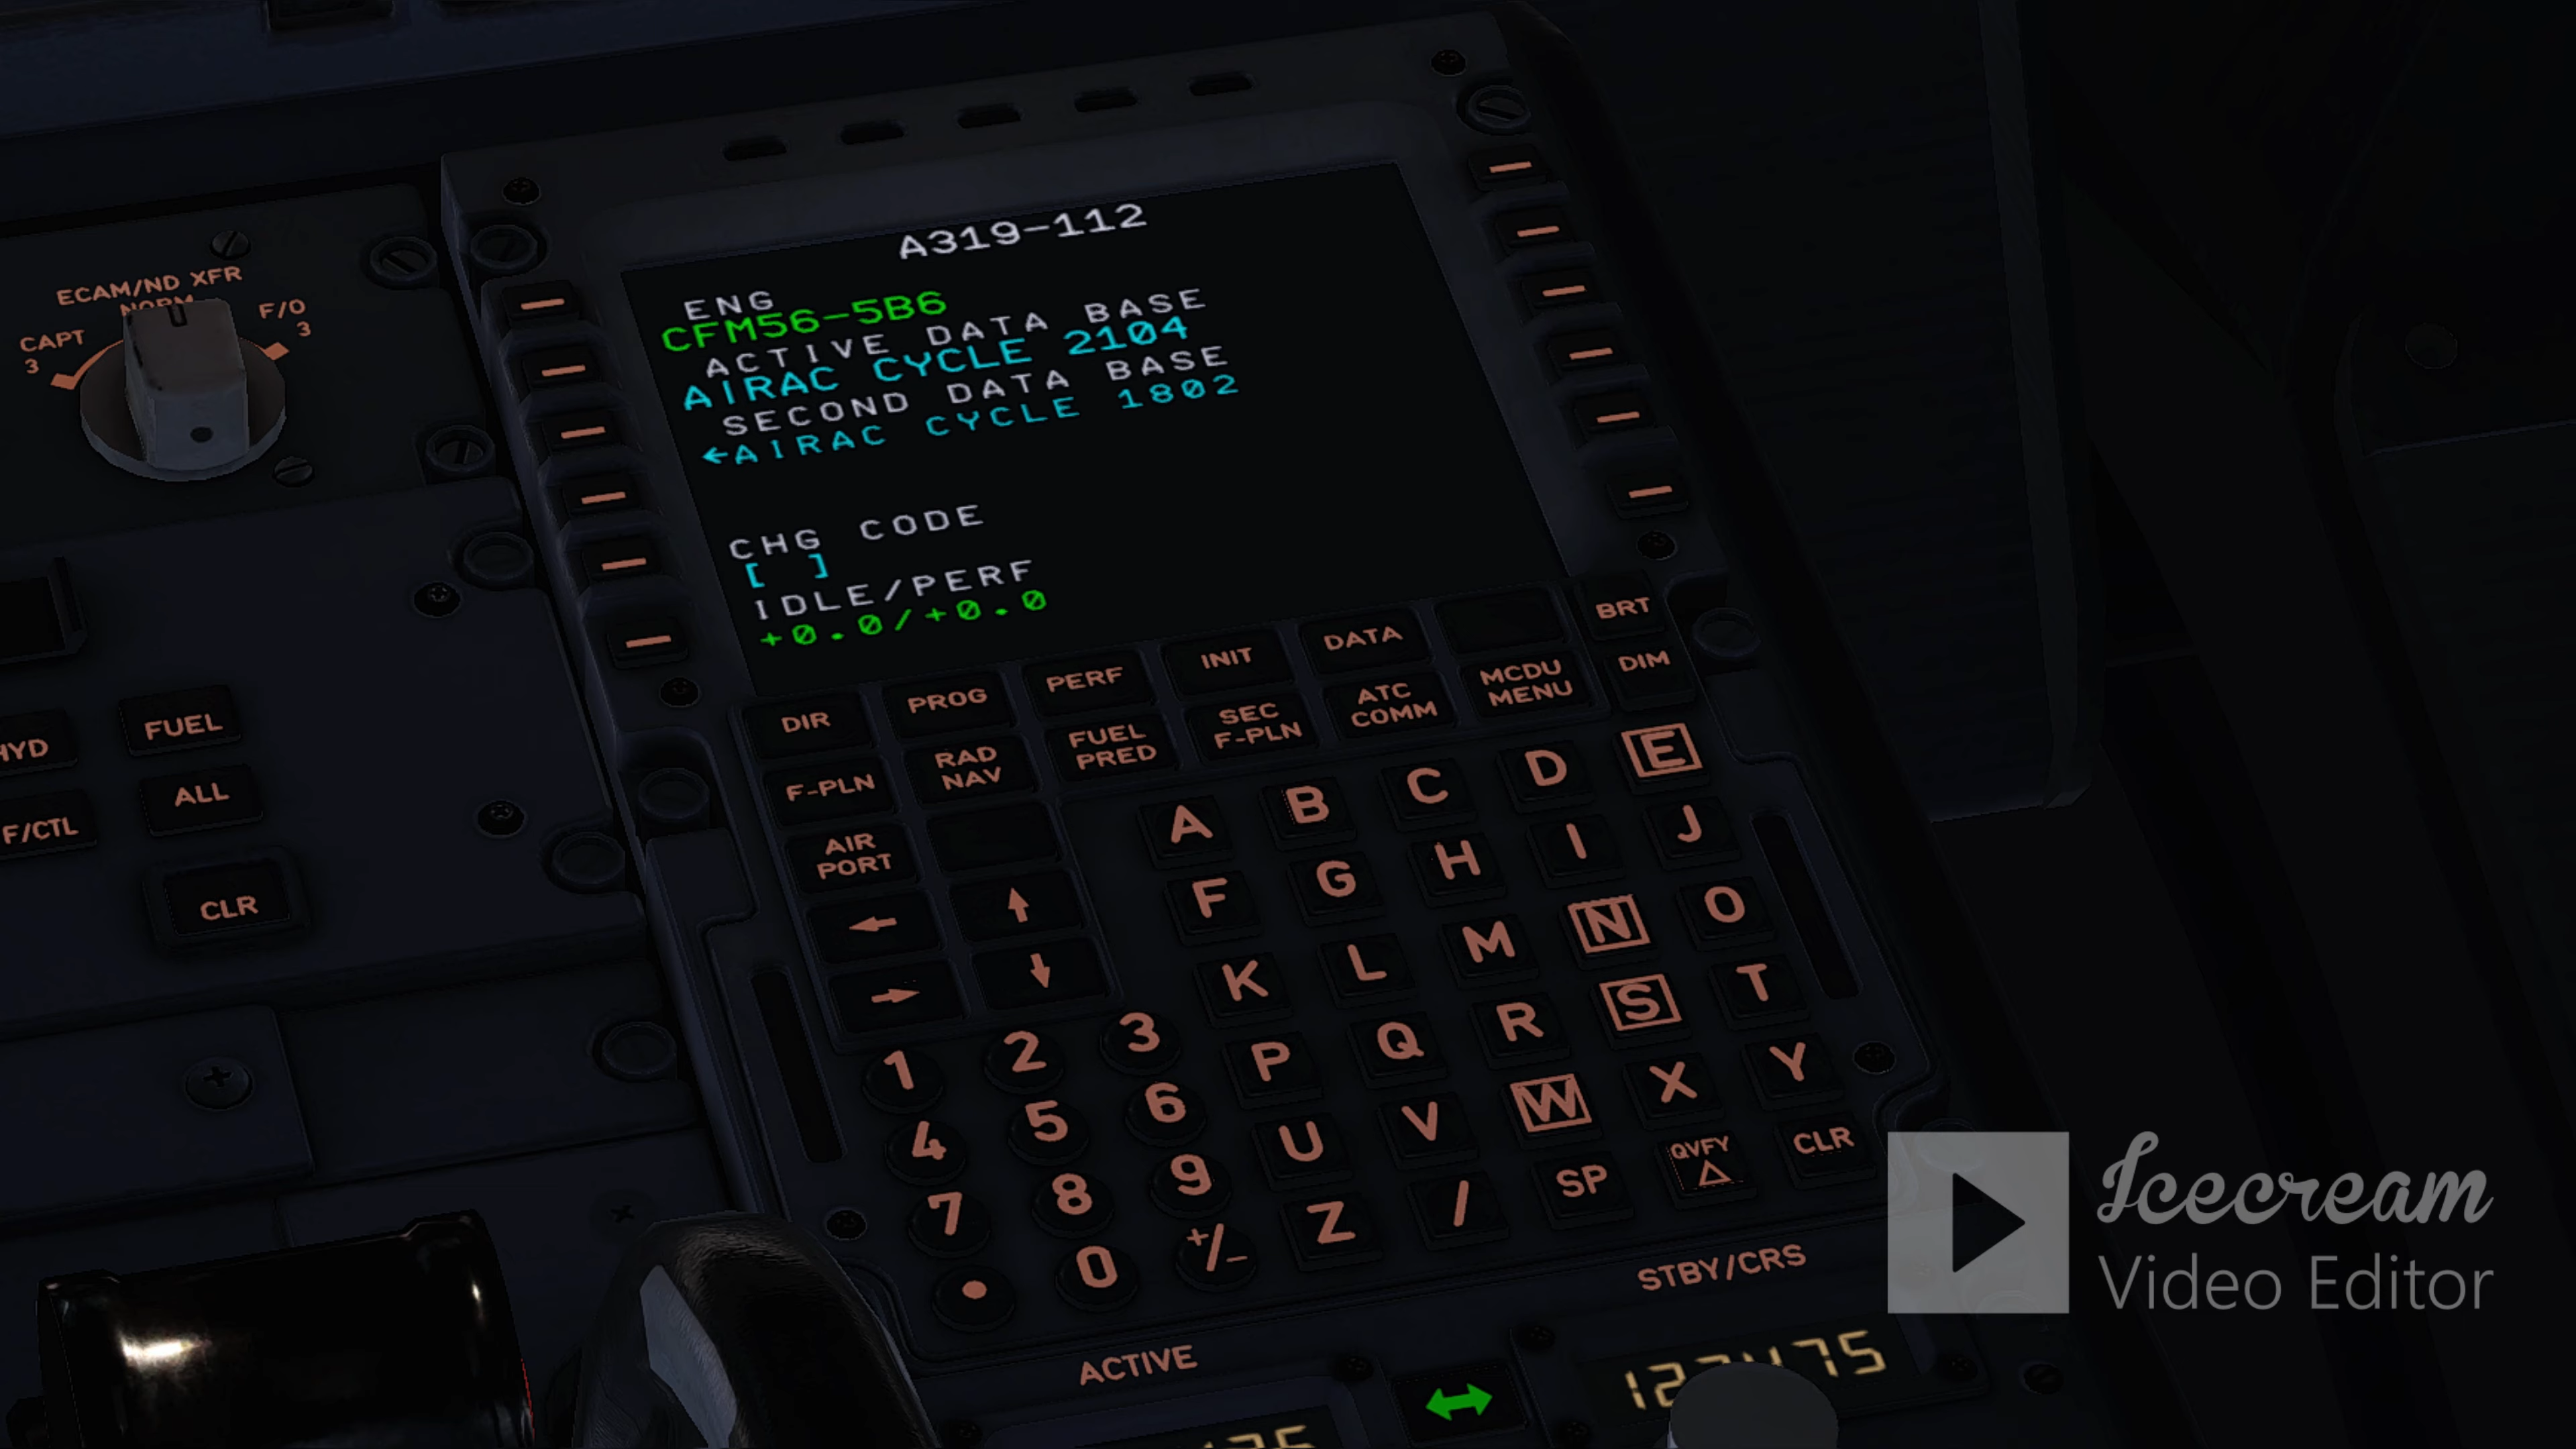 A319-112
ENG
CFM56-5B6
ACTIVE DATA BASE
AIRAC CYCLE 2104
SECOND DATA BASE
←AIRAC CYCLE 1802
CHG CODE
[ ]
IDLE/PERF
+0.0/+0.0
ECAM/ND XFR
NORM
CAPT
3
F/O
3
HYD
FUEL
F/CTL
ALL
CLR
DIR
PROG
PERF
INIT
DATA
BRT
F-PLN
RAD
NAV
FUEL
PRED
SEC
F-PLN
ATC
COMM
MCDU
MENU
DIM
AIR
PORT
← ↑
→ ↓
A B C D E
F G H I J
K L M N O
P Q R S T
U V W X Y
Z / SP QVFY △ CLR
1 2 3
4 5 6
7 8 9
. 0 +/-
ACTIVE
STBY/CRS
Icecream
Video Editor